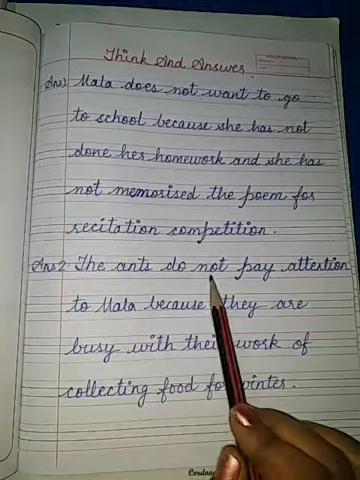 Think And Answer.
Ans1 Mala does not want to go
to school because she has not
done her homework and she has
not memorised the poem for
recitation competition.
Ans2 The ants do not pay attention
to Mala because they are
busy with their work of
collecting food for winter.